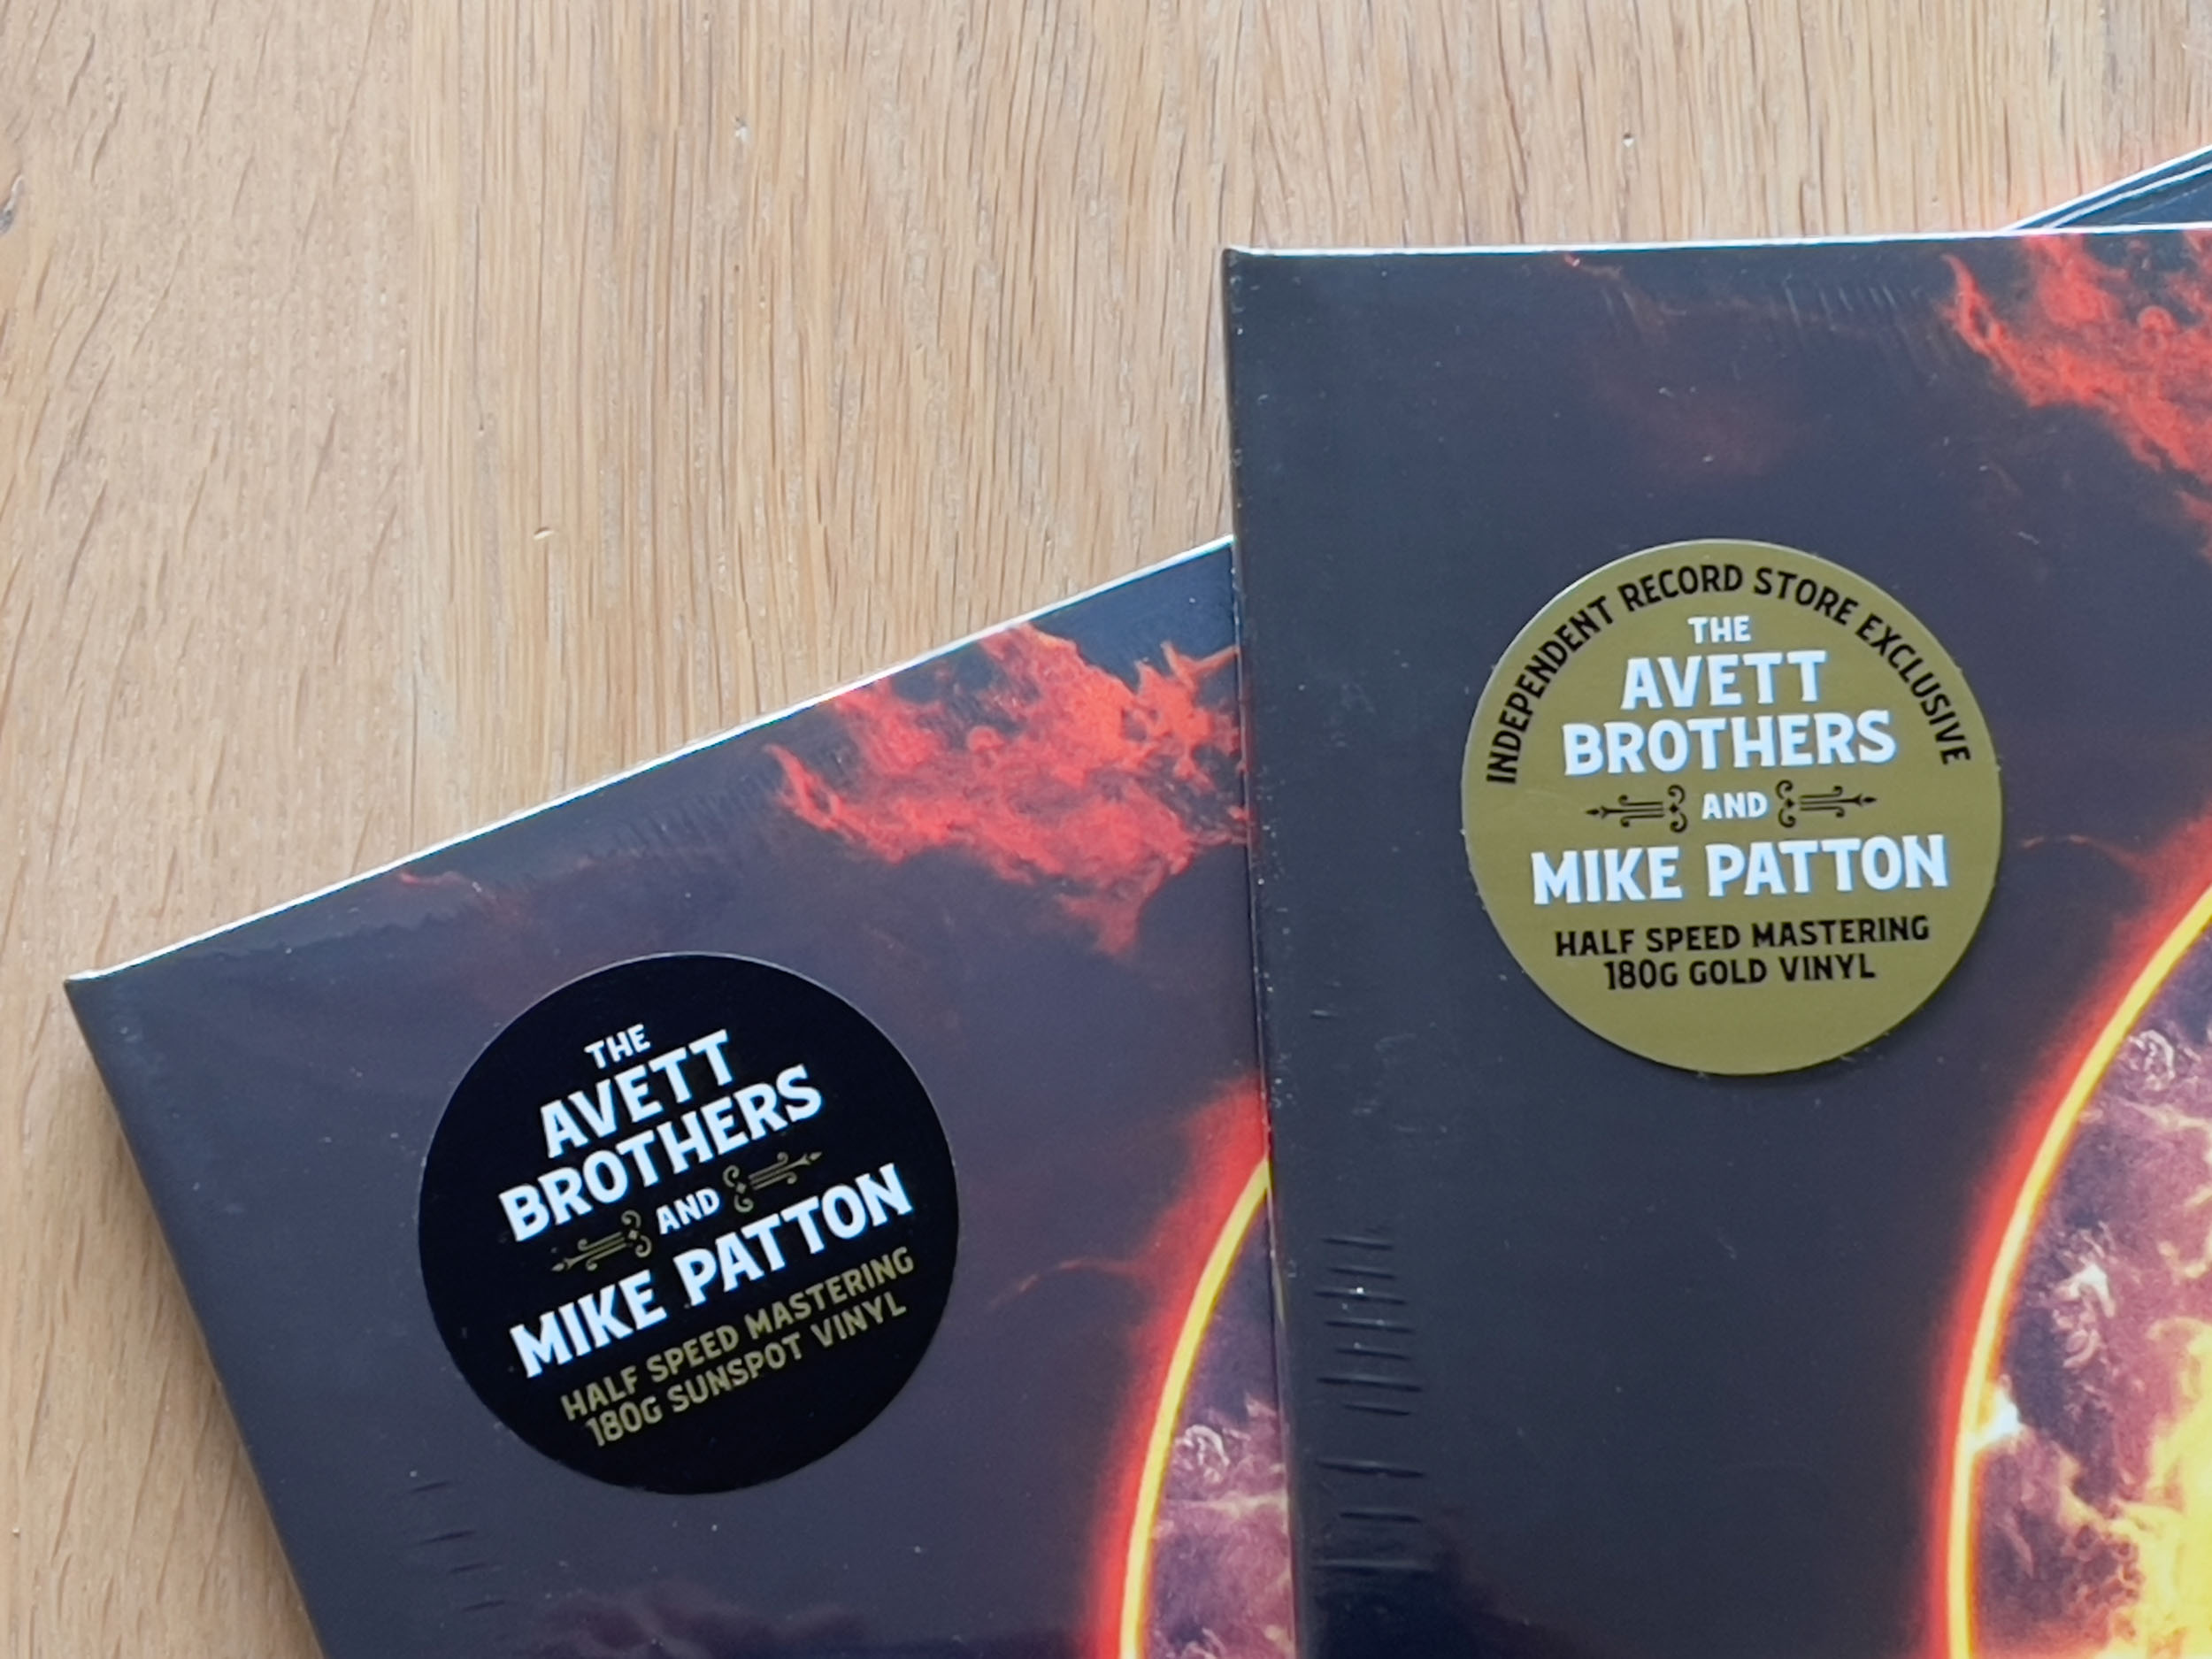 THE
AVETT
BROTHERS
AND
MIKE PATTON
HALF SPEED MASTERING
180G SUNSPOT VINYL
INDEPENDENT RECORD STORE EXCLUSIVE
THE
AVETT
BROTHERS
AND
MIKE PATTON
HALF SPEED MASTERING
180G GOLD VINYL